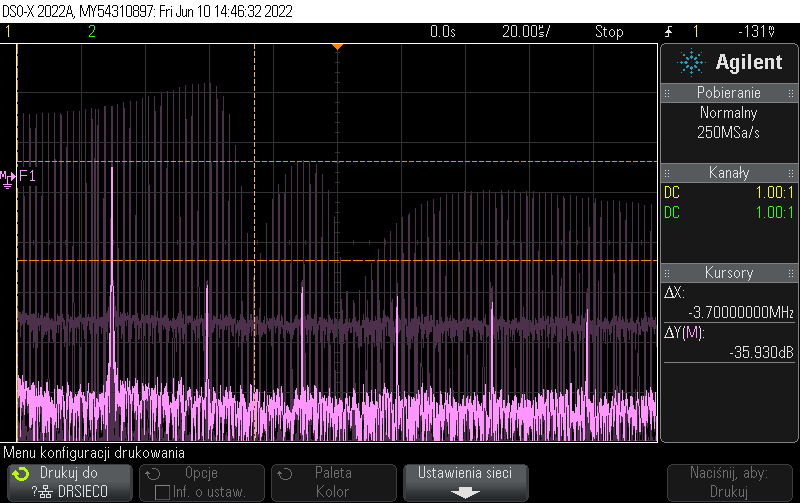 DSO-X 2022A, MY54310897: Fri Jun 10 14:46:32 2022
1 2 0.0s 20.00$/ Stop 1 -131
Agilent
Pobieranie
Normalny
250MSa/s
M F1
Kanały
DC 1.00:1
DC 1.00:1
Kursory
ΔX:
-3.70000000MHz
ΔY(M):
-35.930dB
Menu konfiguracji drukowania
Drukuj do
? DRSIECO
Opcje
Inf. o ustaw.
Paleta
Kolor
Ustawienia sieci
Naciśnij, aby:
Drukuj